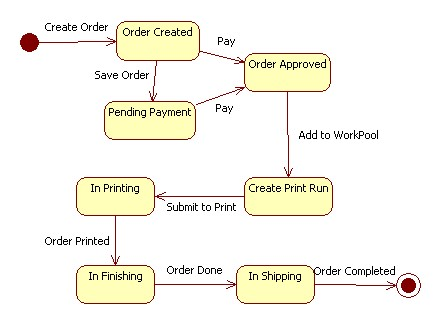 Create Order
Order Created
Pay
Save Order
Order Approved
Pending Payment
Pay
Add to WorkPool
In Printing
Create Print Run
Submit to Print
Order Printed
In Finishing
Order Done
In Shipping
Order Completed